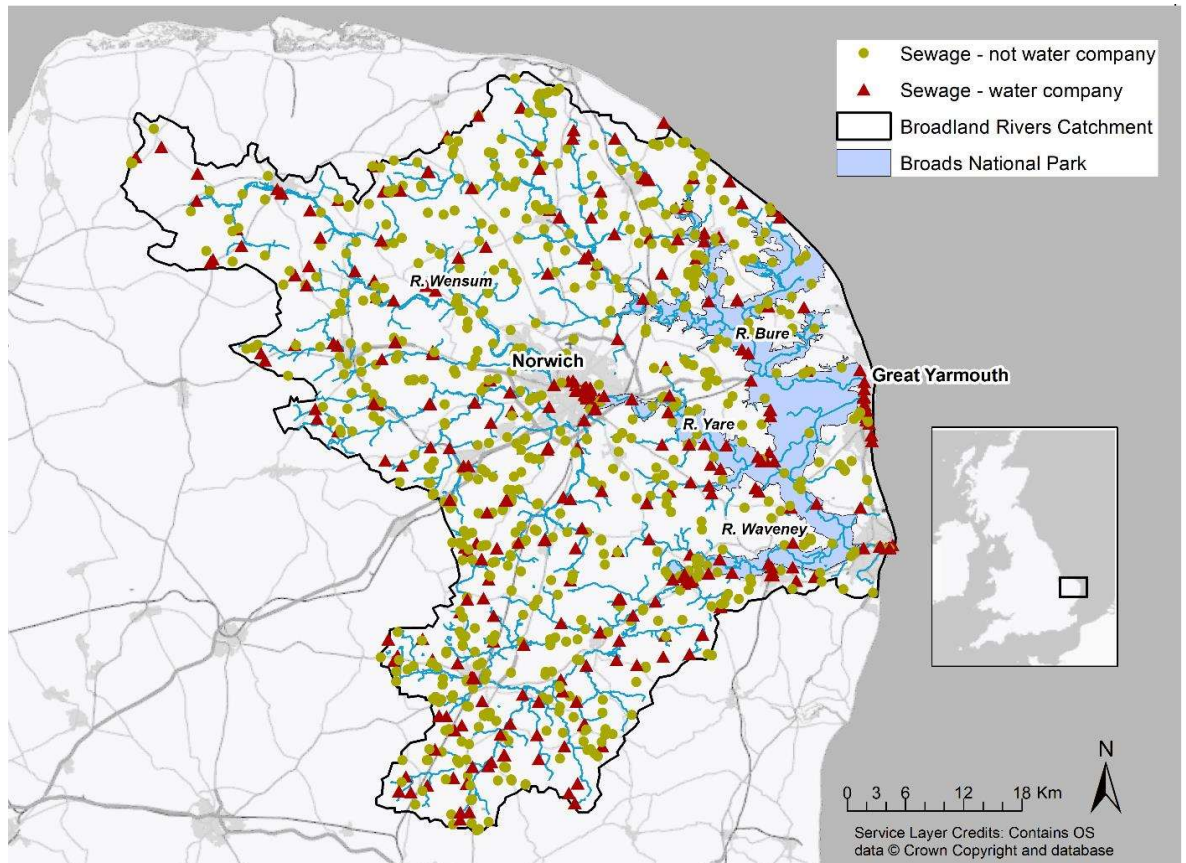 Sewage - not water company
Sewage - water company
Broadland Rivers Catchment
Broads National Park
R. Wensum
R. Bure
Norwich
Great Yarmouth
R. Yare
R. Waveney
N
0 3 6 12 18 Km
Service Layer Credits: Contains OS
data © Crown Copyright and database